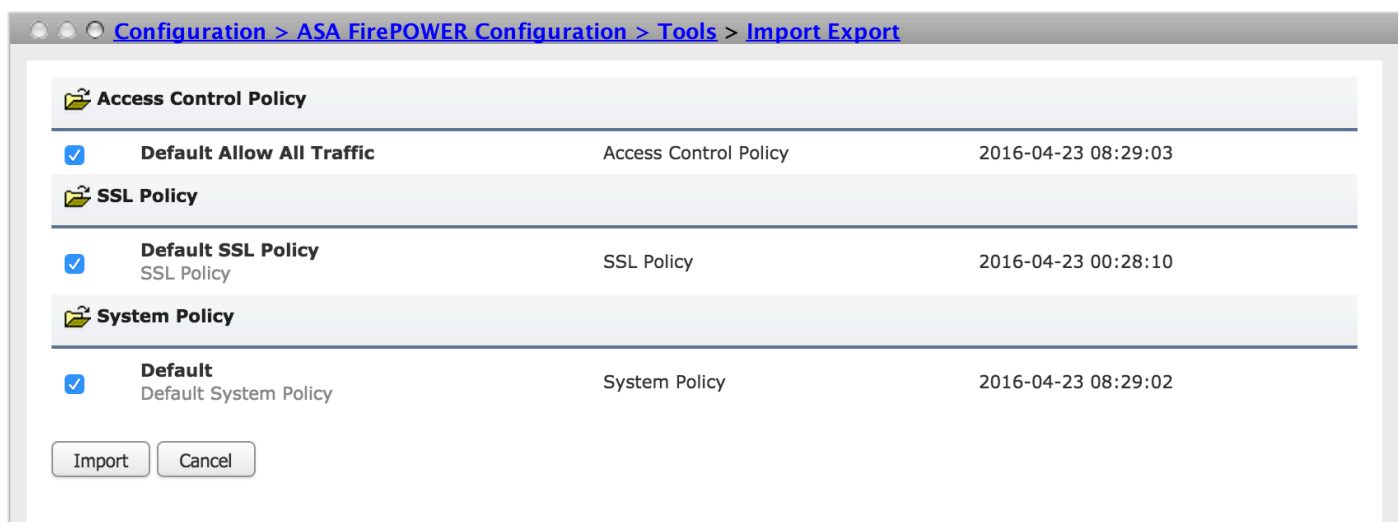 Configuration > ASA FirePOWER Configuration > Tools > Import Export
Access Control Policy
Default Allow All Traffic Access Control Policy 2016-04-23 08:29:03
SSL Policy
Default SSL Policy
SSL Policy SSL Policy 2016-04-23 00:28:10
System Policy
Default
Default System Policy System Policy 2016-04-23 08:29:02
Import Cancel